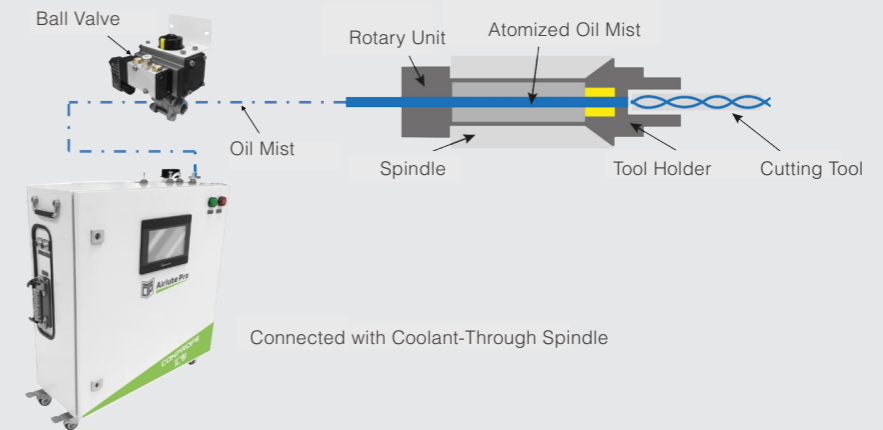 Ball Valve
Rotary Unit
Atomized Oil Mist
Oil Mist
Spindle
Tool Holder
Cutting Tool
Airlube Pro
CONPROFE
Connected with Coolant-Through Spindle